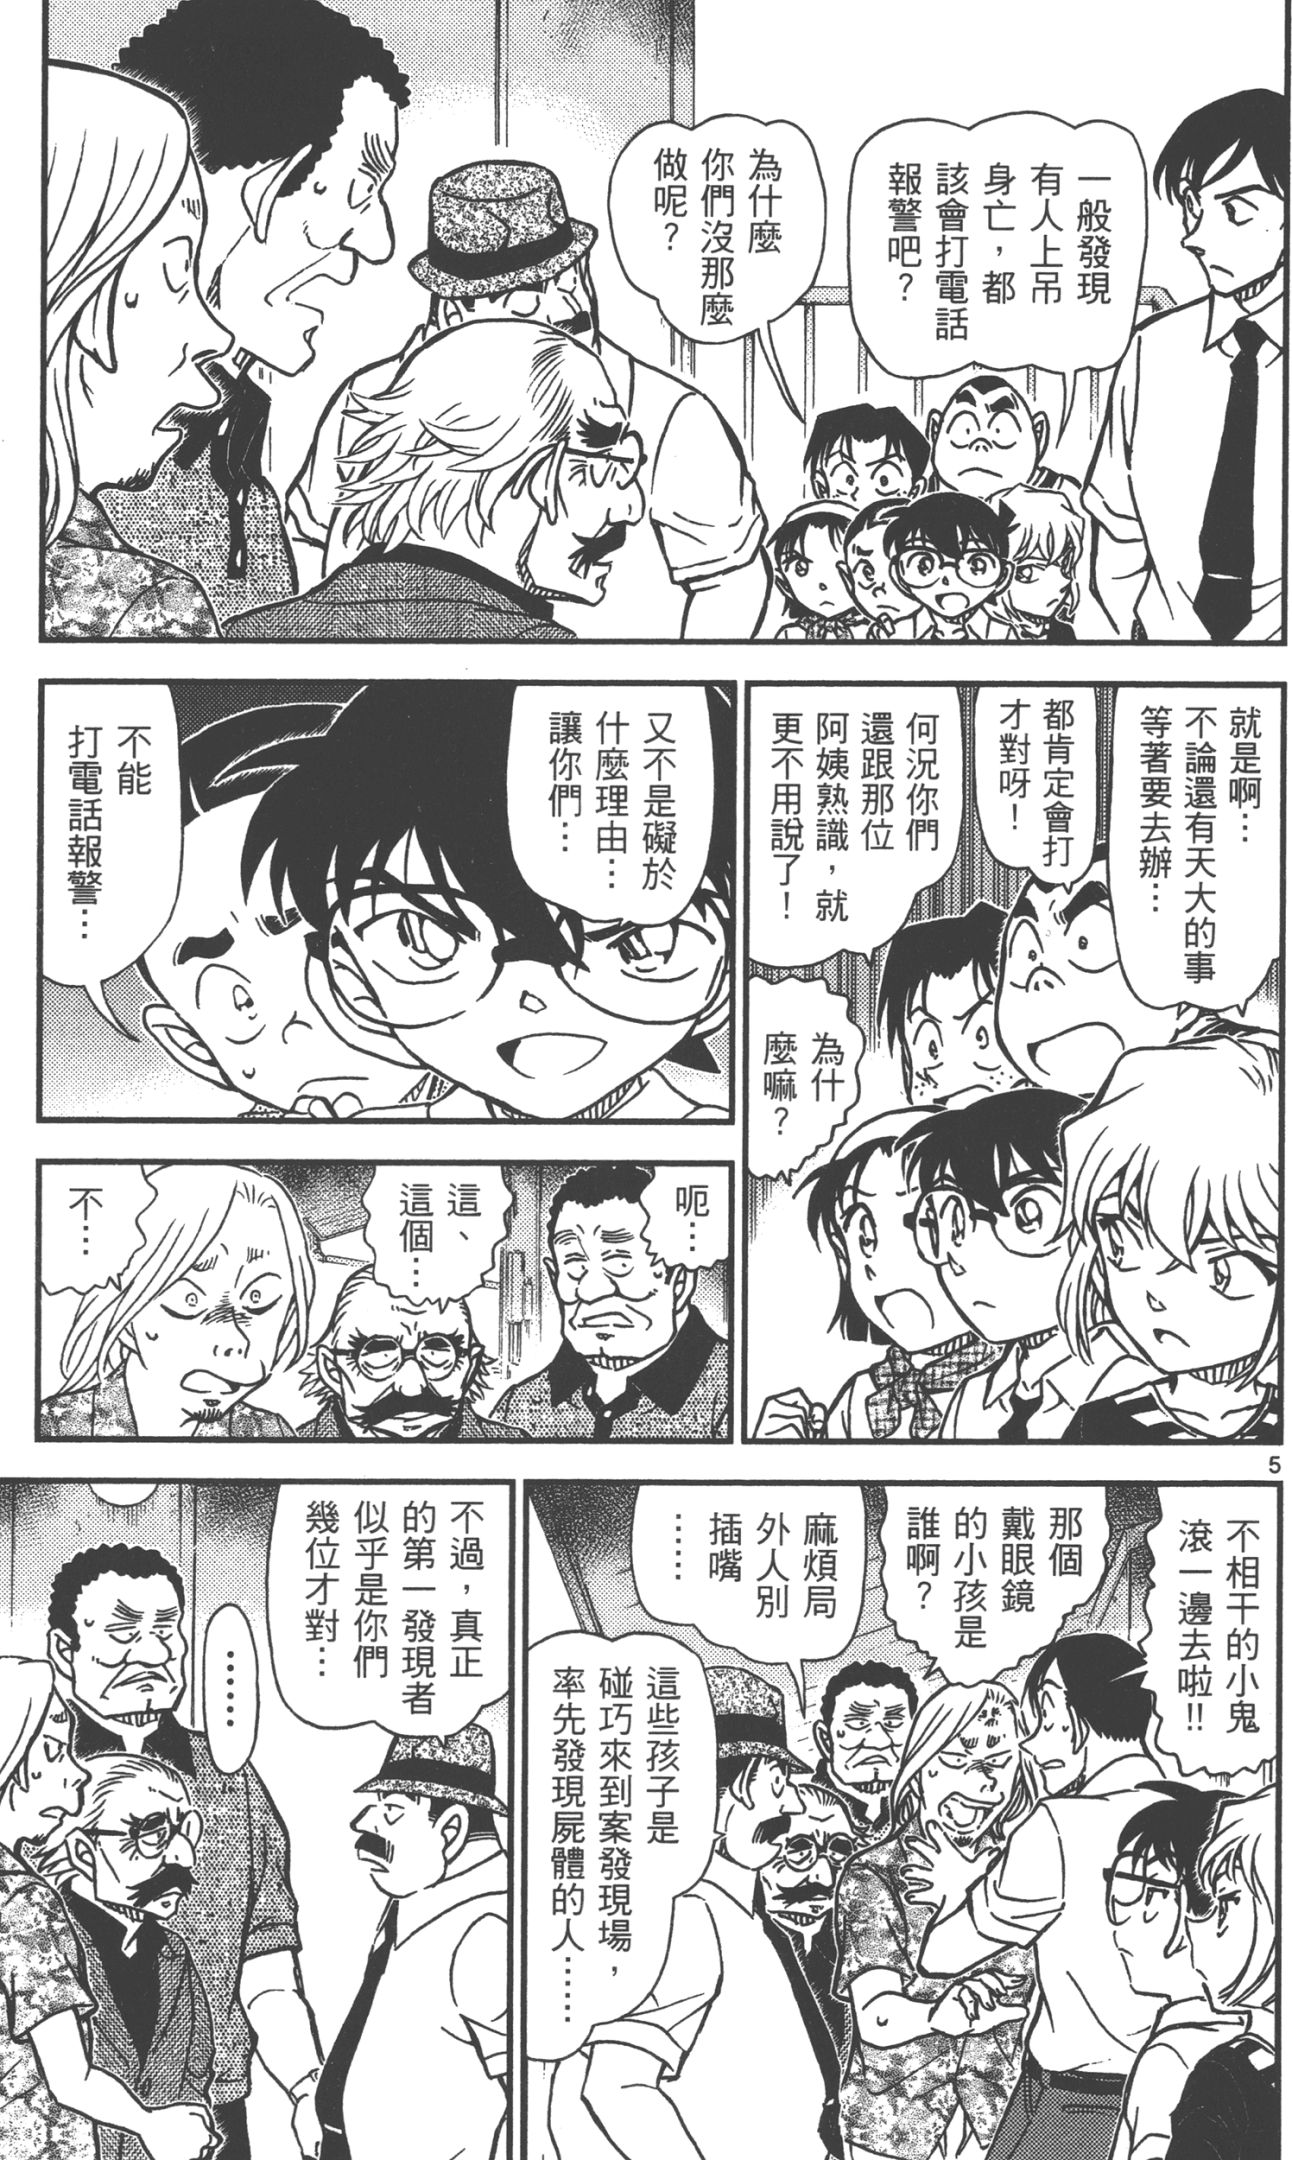 一般發現
有人上吊
身亡，都
該會打電話
報警吧？
為什麼
你們沒那麼
做呢？
就是啊…
不論還有天大的事
等著要去辦…
都肯定會打
才對呀！
何況你們
還跟那位
阿姨熟識，就
更不用說了！
為什
麼嘛？
又不是礙於
什麼理由…
讓你們…
不能
打電話報警…
呃…
這、
這個…
不…
5
不相干的小鬼
滾一邊去啦!!
那個
戴眼鏡
的小孩是
誰啊？
麻煩局
外人別
插嘴
……
這些孩子是
碰巧來到案發現場，
率先發現屍體的人……
不過，真正
的第一發現者
似乎是你們
幾位才對…
……